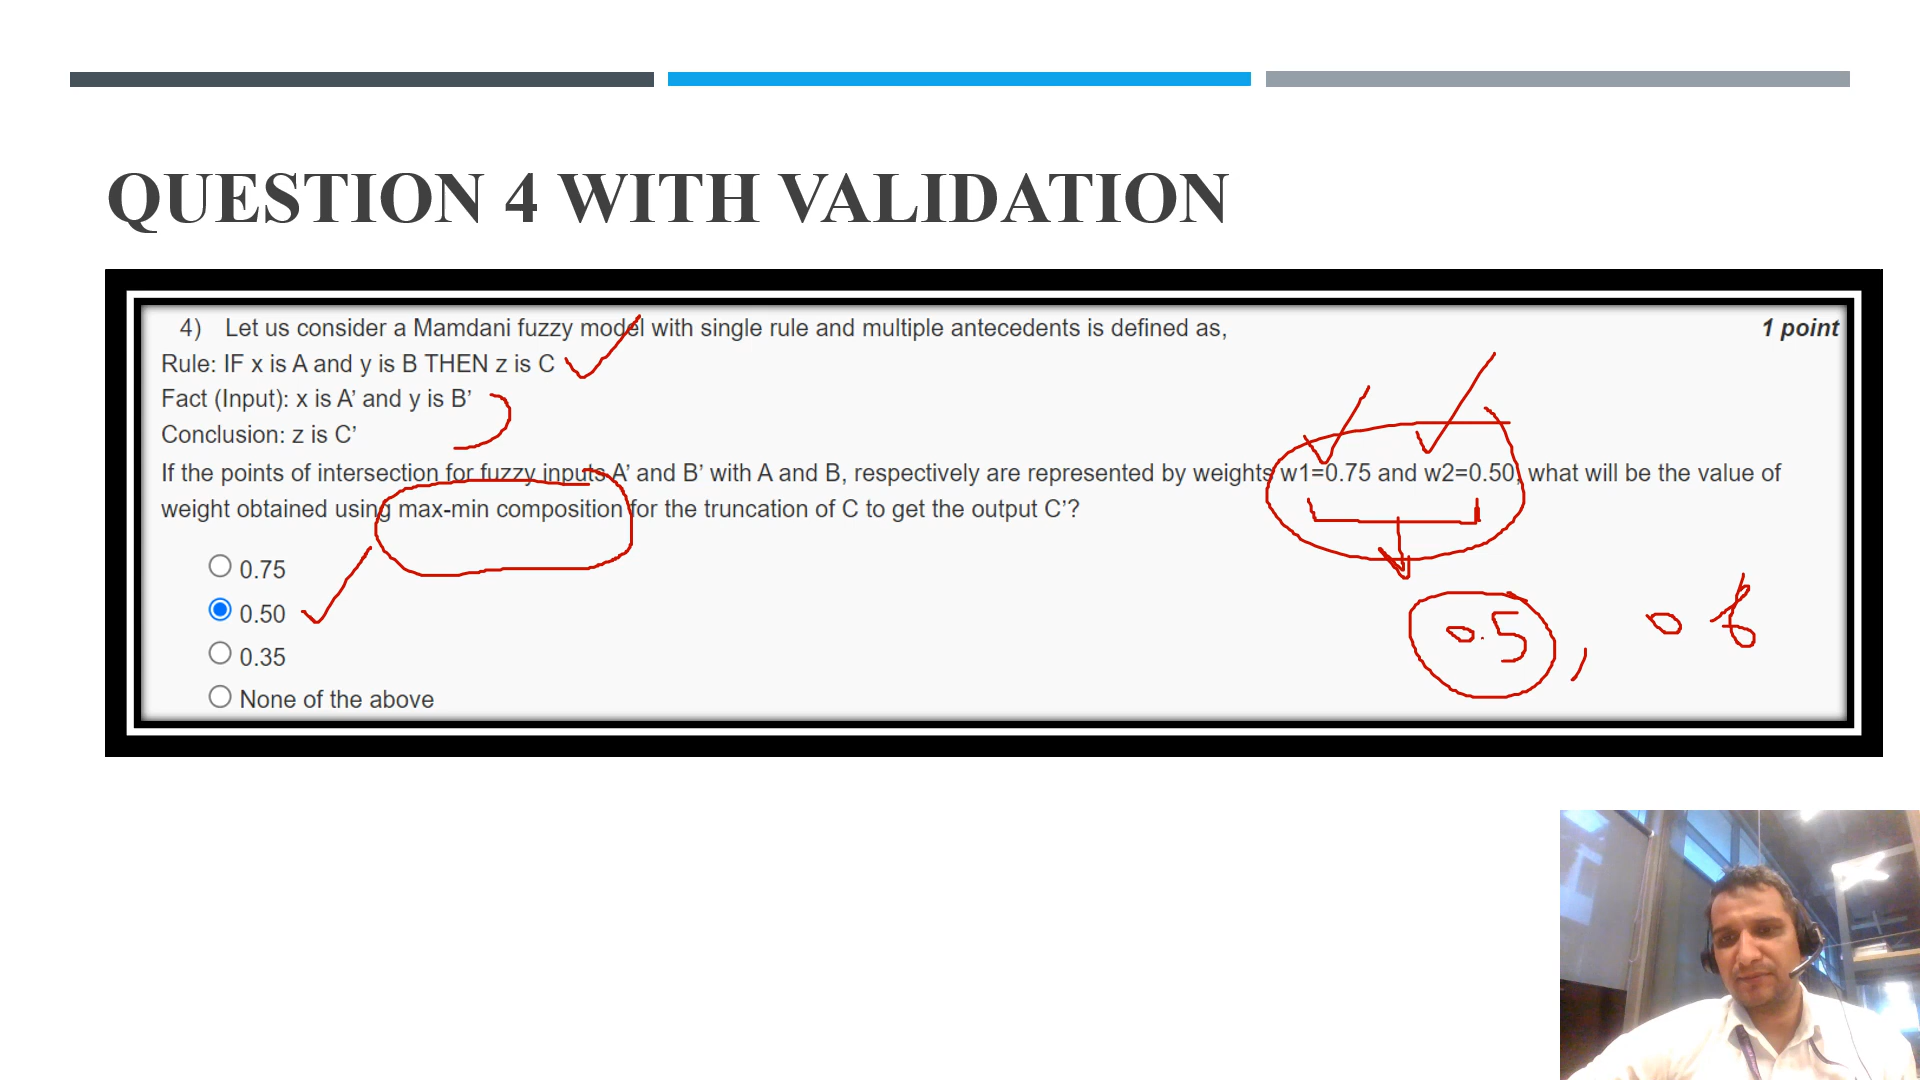 QUESTION 4 WITH VALIDATION
4) Let us consider a Mamdani fuzzy model with single rule and multiple antecedents is defined as, 1 point
Rule: IF x is A and y is B THEN z is C
Fact (Input): x is A’ and y is B’
Conclusion: z is C’
If the points of intersection for fuzzy inputs A’ and B’ with A and B, respectively are represented by weights w1=0.75 and w2=0.50, what will be the value of
weight obtained using max-min composition for the truncation of C to get the output C’?
0.75
0.50
0.35
None of the above
0.5,